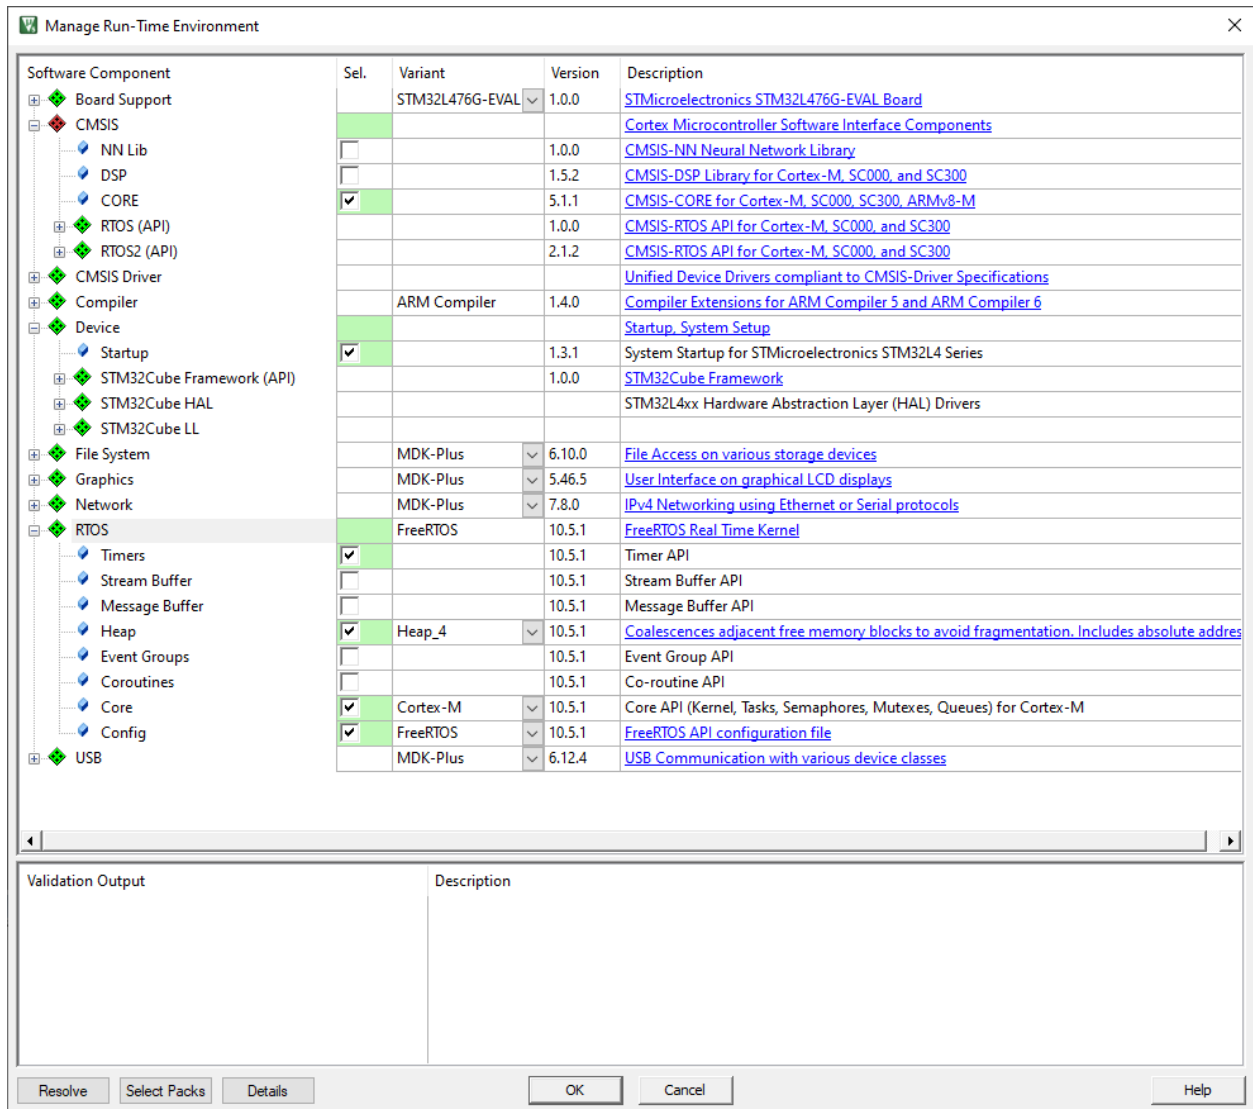 Manage Run-Time Environment
Software Component Sel. Variant Version Description
Board Support STM32L476G-EVAL 1.0.0 STMicroelectronics STM32L476G-EVAL Board
CMSIS Cortex Microcontroller Software Interface Components
NN Lib 1.0.0 CMSIS-NN Neural Network Library
DSP 1.5.2 CMSIS-DSP Library for Cortex-M, SC000, and SC300
CORE 5.1.1 CMSIS-CORE for Cortex-M, SC000, SC300, ARMv8-M
RTOS (API) 1.0.0 CMSIS-RTOS API for Cortex-M, SC000, and SC300
RTOS2 (API) 2.1.2 CMSIS-RTOS API for Cortex-M, SC000, and SC300
CMSIS Driver Unified Device Drivers compliant to CMSIS-Driver Specifications
Compiler ARM Compiler 1.4.0 Compiler Extensions for ARM Compiler 5 and ARM Compiler 6
Device Startup, System Setup
Startup 1.3.1 System Startup for STMicroelectronics STM32L4 Series
STM32Cube Framework (API) 1.0.0 STM32Cube Framework
STM32Cube HAL STM32L4xx Hardware Abstraction Layer (HAL) Drivers
STM32Cube LL
File System MDK-Plus 6.10.0 File Access on various storage devices
Graphics MDK-Plus 5.46.5 User Interface on graphical LCD displays
Network MDK-Plus 7.8.0 IPv4 Networking using Ethernet or Serial protocols
RTOS FreeRTOS 10.5.1 FreeRTOS Real Time Kernel
Timers 10.5.1 Timer API
Stream Buffer 10.5.1 Stream Buffer API
Message Buffer 10.5.1 Message Buffer API
Heap Heap_4 10.5.1 Coalescences adjacent free memory blocks to avoid fragmentation. Includes absolute addres
Event Groups 10.5.1 Event Group API
Coroutines 10.5.1 Co-routine API
Core Cortex-M 10.5.1 Core API (Kernel, Tasks, Semaphores, Mutexes, Queues) for Cortex-M
Config FreeRTOS 10.5.1 FreeRTOS API configuration file
USB MDK-Plus 6.12.4 USB Communication with various device classes
Validation Output Description
Resolve Select Packs Details OK Cancel Help